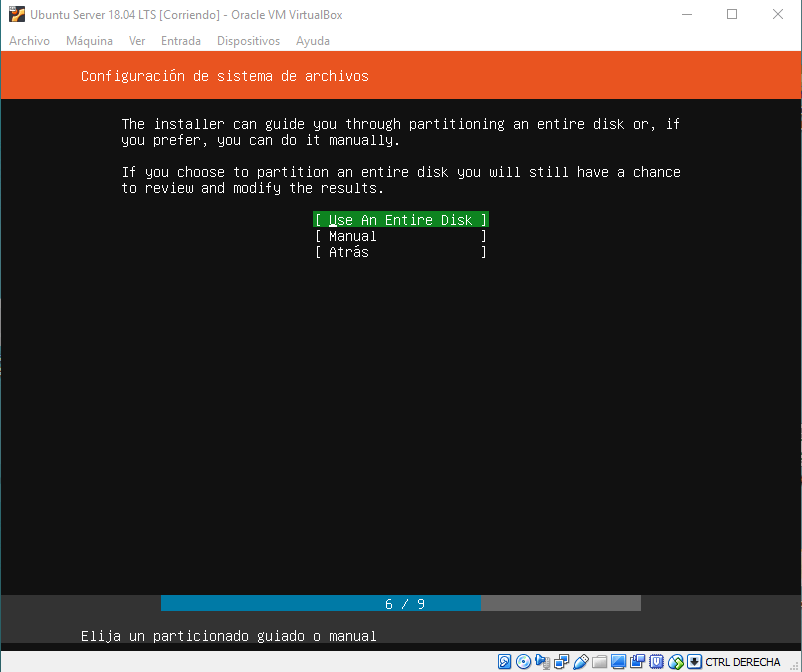 Ubuntu Server 18.04 LTS [Corriendo] - Oracle VM VirtualBox
Archivo Máquina Ver Entrada Dispositivos Ayuda
Configuración de sistema de archivos
The installer can guide you through partitioning an entire disk or, if
you prefer, you can do it manually.
If you choose to partition an entire disk you will still have a chance
to review and modify the results.
[ Use An Entire Disk ]
[ Manual ]
[ Atrás ]
6 / 9
Elija un particionado guiado o manual
CTRL DERECHA